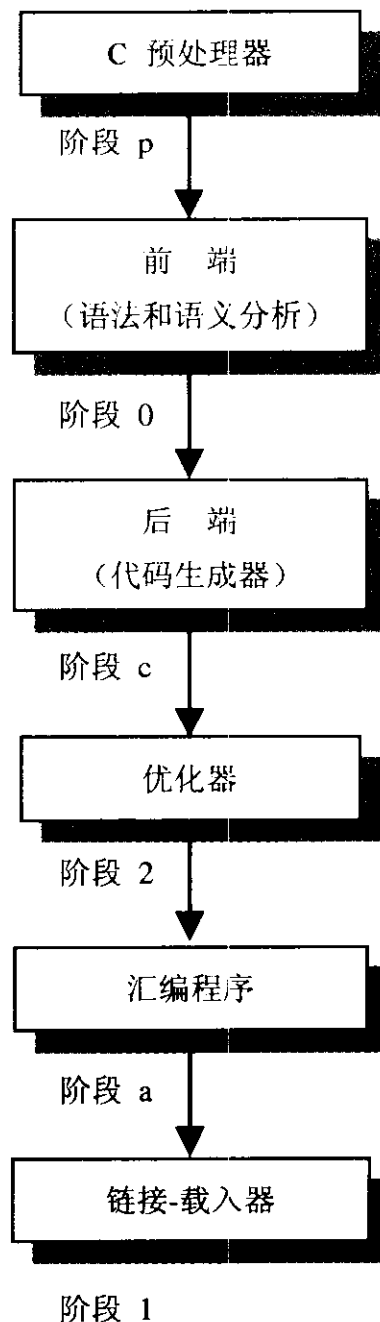 C 预处理器
阶段 p
前 端
（语法和语义分析）
阶段 0
后 端
（代码生成器）
阶段 c
优化器
阶段 2
汇编程序
阶段 a
链接-载入器
阶段 1